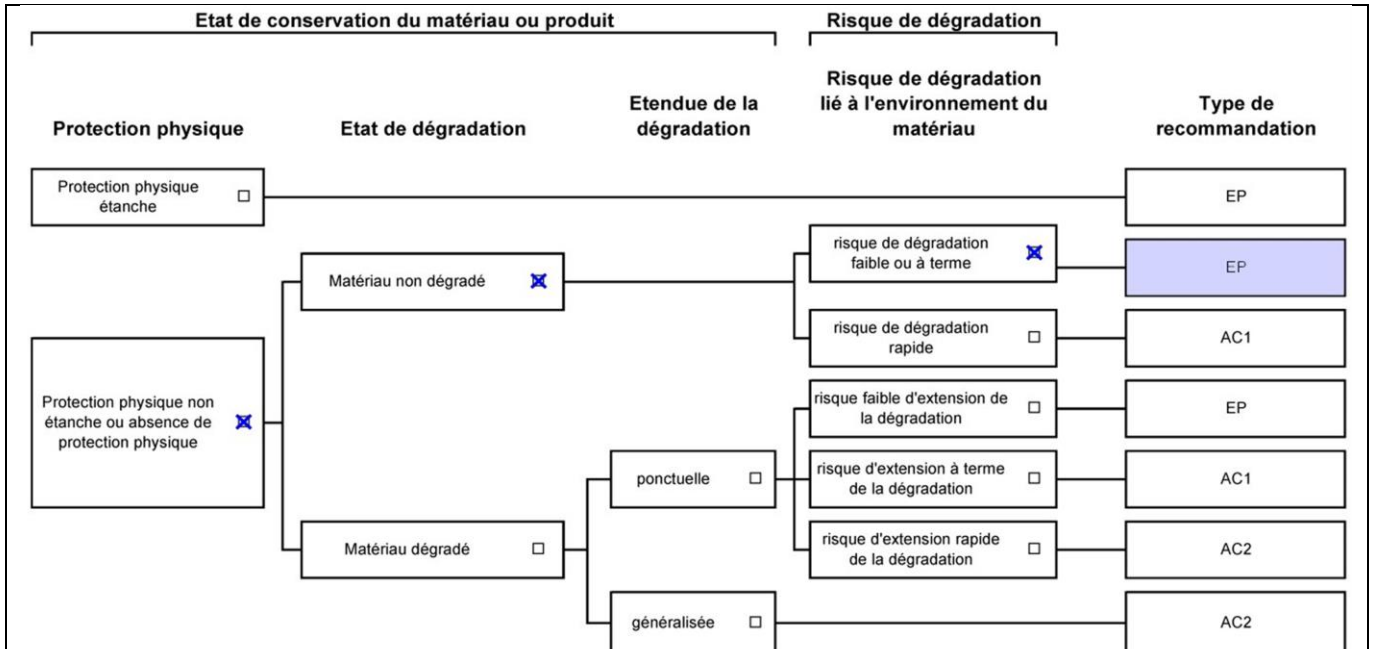 Etat de conservation du matériau ou produit
Risque de dégradation
Protection physique
Etat de dégradation
Etendue de la
dégradation
Risque de dégradation
lié à l'environnement du
matériau
Type de
recommandation
Protection physique
étanche
EP
Matériau non dégradé
risque de dégradation
faible ou à terme
EP
risque de dégradation
rapide
AC1
Protection physique non
étanche ou absence de
protection physique
risque faible d'extension de
la dégradation
EP
ponctuelle
risque d'extension à terme
de la dégradation
AC1
Matériau dégradé
risque d'extension rapide
de la dégradation
AC2
généralisée
AC2